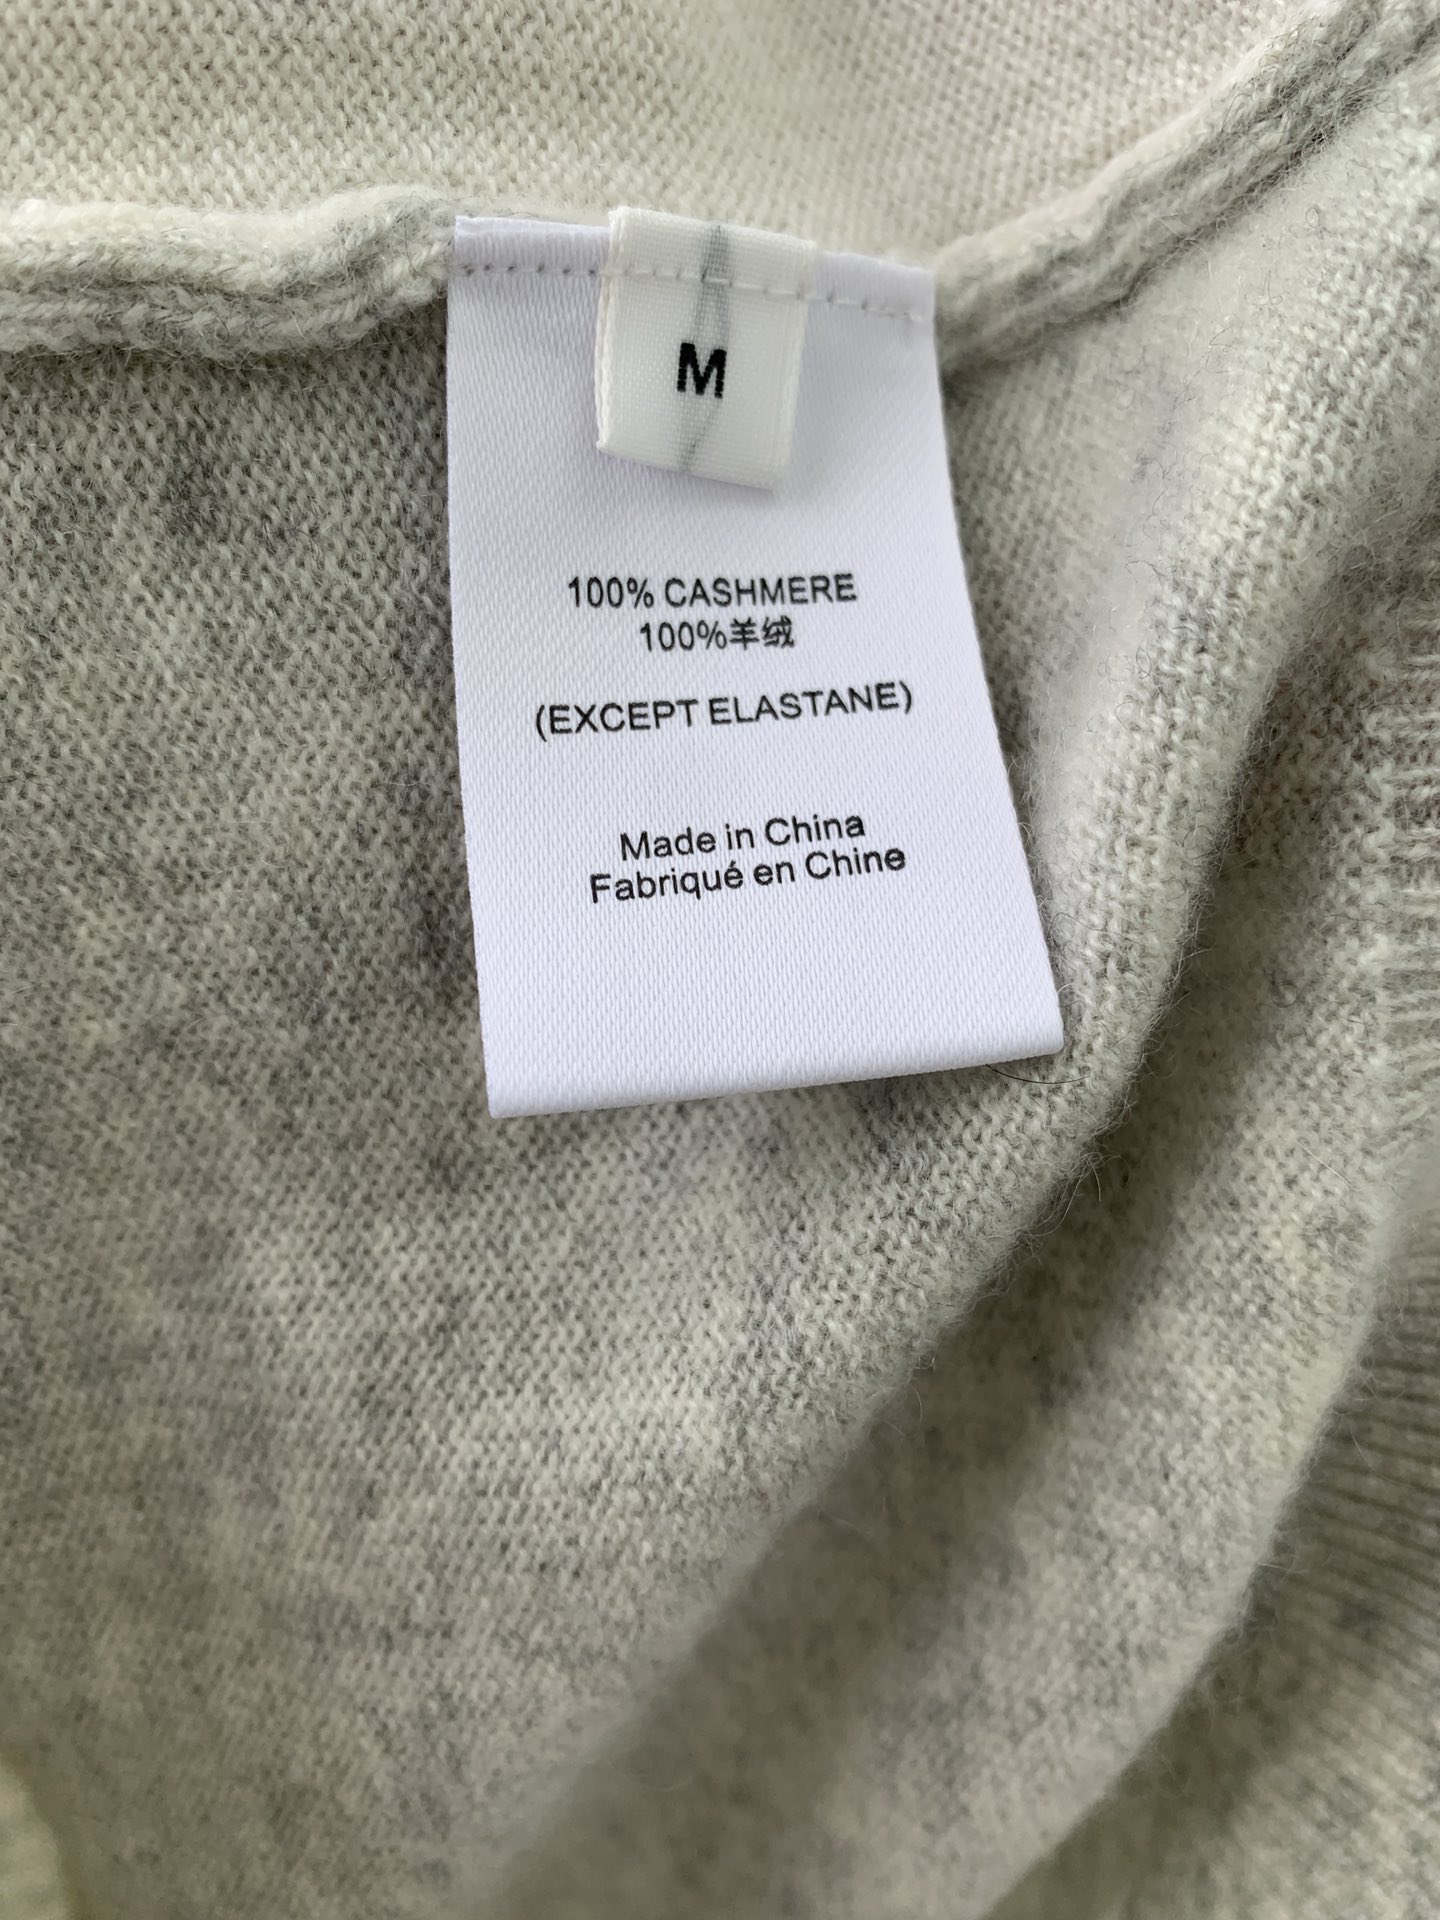 M
100% CASHMERE
100%羊绒
(EXCEPT ELASTANE)
Made in China
Fabriqué en Chine